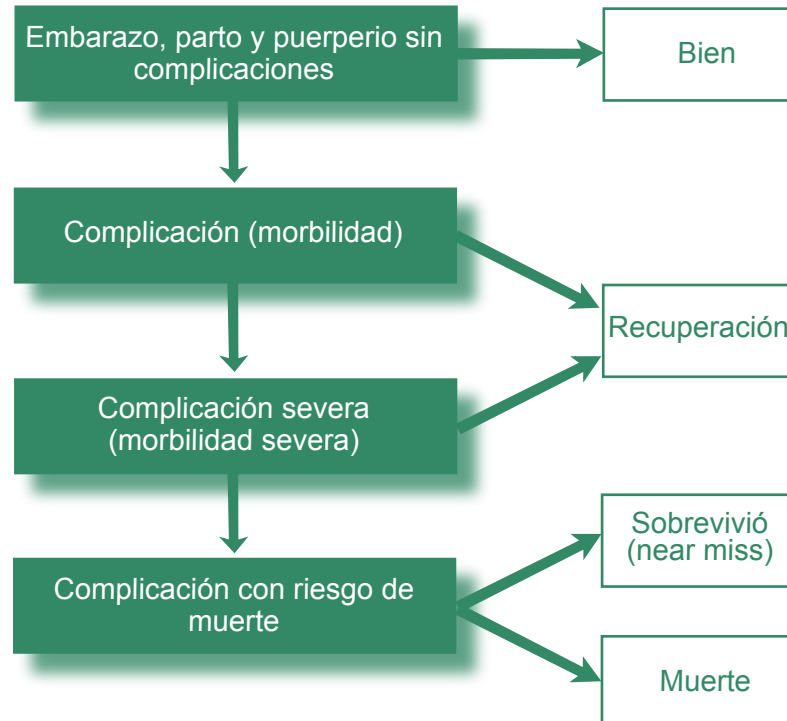 Embarazo, parto y puerperio sin
complicaciones
Bien
Complicación (morbilidad)
Recuperación
Complicación severa
(morbilidad severa)
Sobrevivió
(near miss)
Complicación con riesgo de
muerte
Muerte